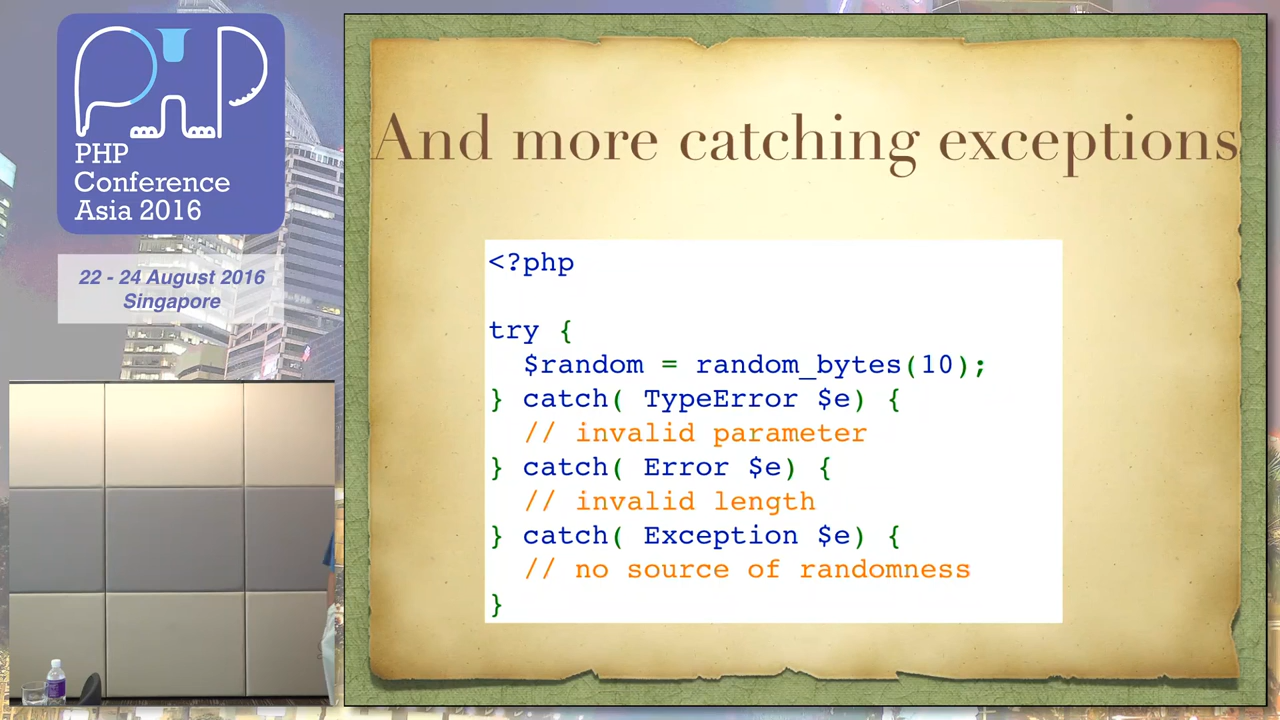 PHP
Conference
Asia 2016
22 - 24 August 2016
Singapore
And more catching exceptions
<?php
try {
$random = random_bytes(10);
} catch( TypeError $e) {
// invalid parameter
} catch( Error $e) {
// invalid length
} catch( Exception $e) {
// no source of randomness
}